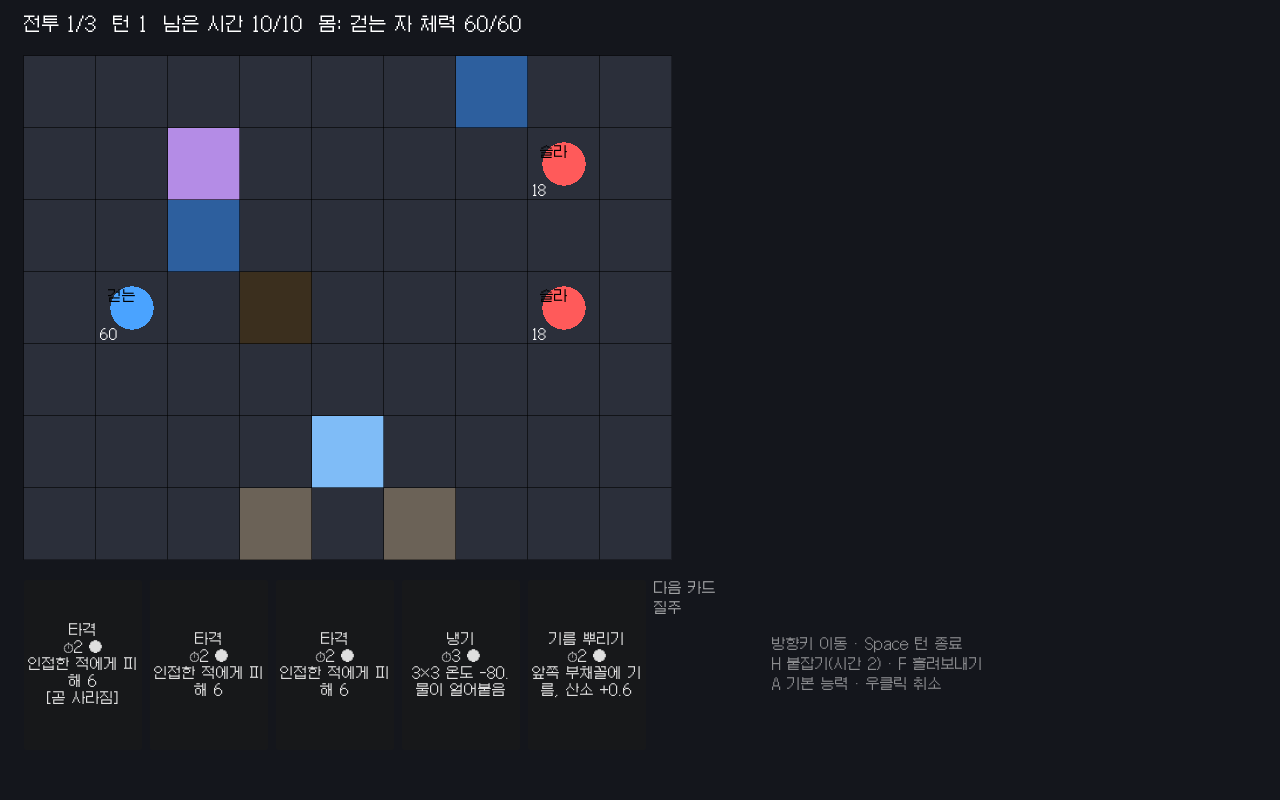 전투 1/3 턴 1 남은 시간 10/10 몸: 걷는 자 체력 60/60
술라
18
걷는
60
술라
18
타격
⏱2
인접한 적에게 피
해 6
[곧 사라짐]
타격
⏱2
인접한 적에게 피
해 6
타격
⏱2
인접한 적에게 피
해 6
냉기
⏱3
3×3 온도 -80.
물이 얼어붙음
기름 뿌리기
⏱2
앞쪽 부채꼴에 기
름, 산소 +0.6
다음 카드
질주
방향키 이동 · Space 턴 종료
H 붙잡기(시간 2) · F 흘려보내기
A 기본 능력 · 우클릭 취소